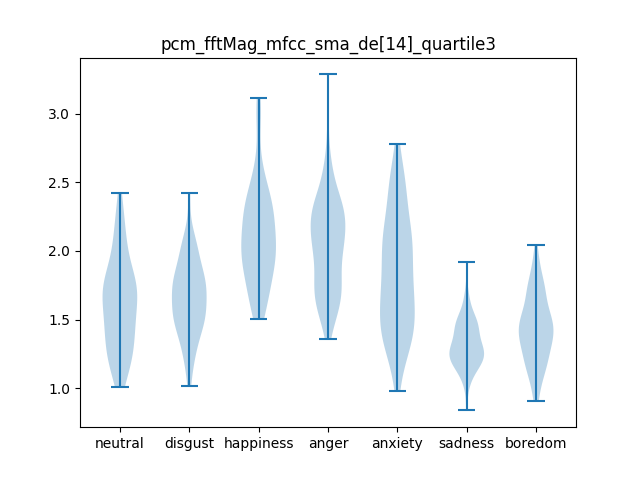 pcm_fftMag_mfcc_sma_de[14]_quartile3
3.0
2.5
2.0
1.5
1.0
neutral disgust happiness anger anxiety sadness boredom